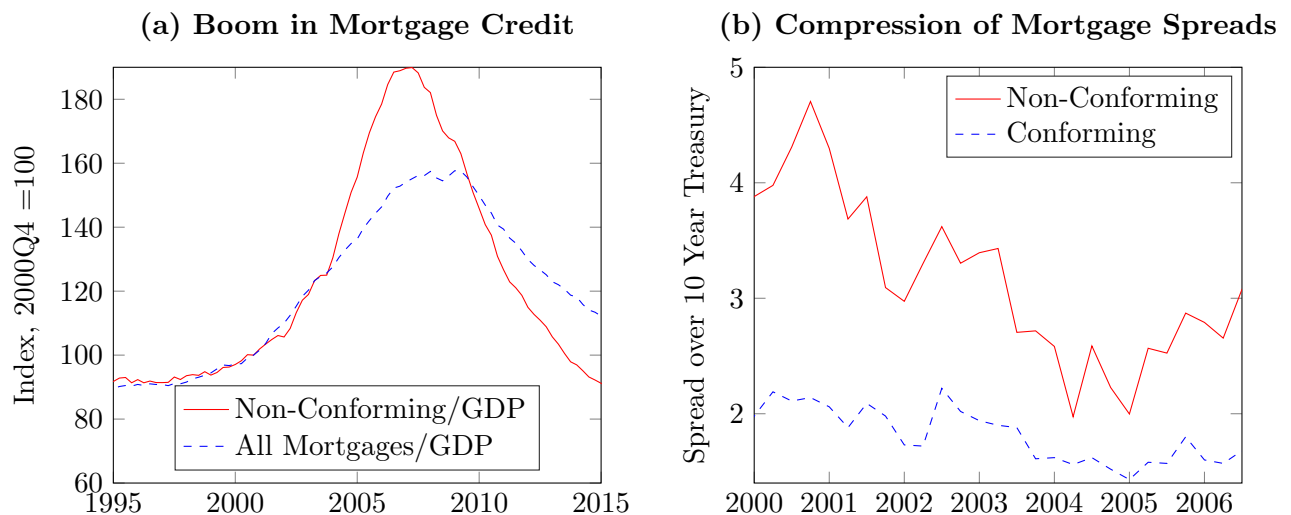 (a) Boom in Mortgage Credit
Index, 2000Q4 =100
180
160
140
120
100
80
60
1995
2000
2005
2010
2015
Non-Conforming/GDP
All Mortgages/GDP
(b) Compression of Mortgage Spreads
Spread over 10 Year Treasury
5
4
3
2
2000
2001
2002
2003
2004
2005
2006
Non-Conforming
Conforming